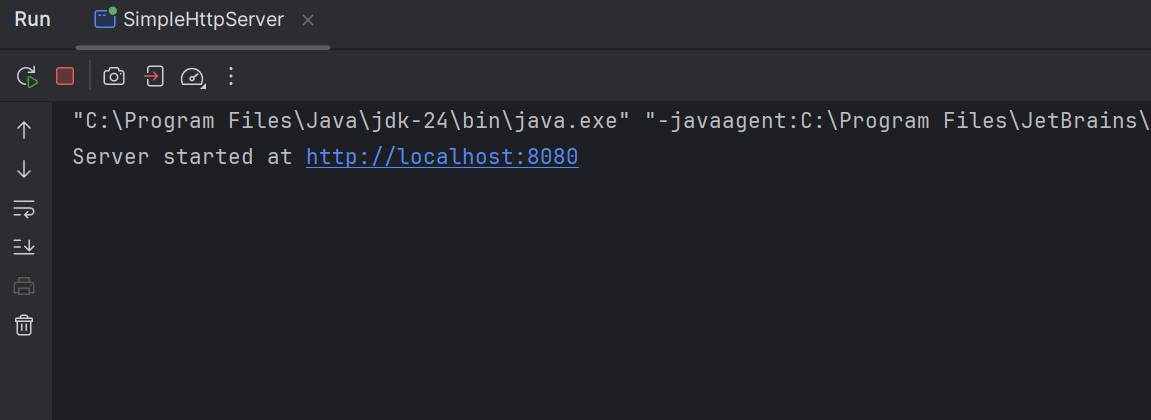 Run SimpleHttpServer
"C:\Program Files\Java\jdk-24\bin\java.exe" "-javaagent:C:\Program Files\JetBrains\
Server started at http://localhost:8080